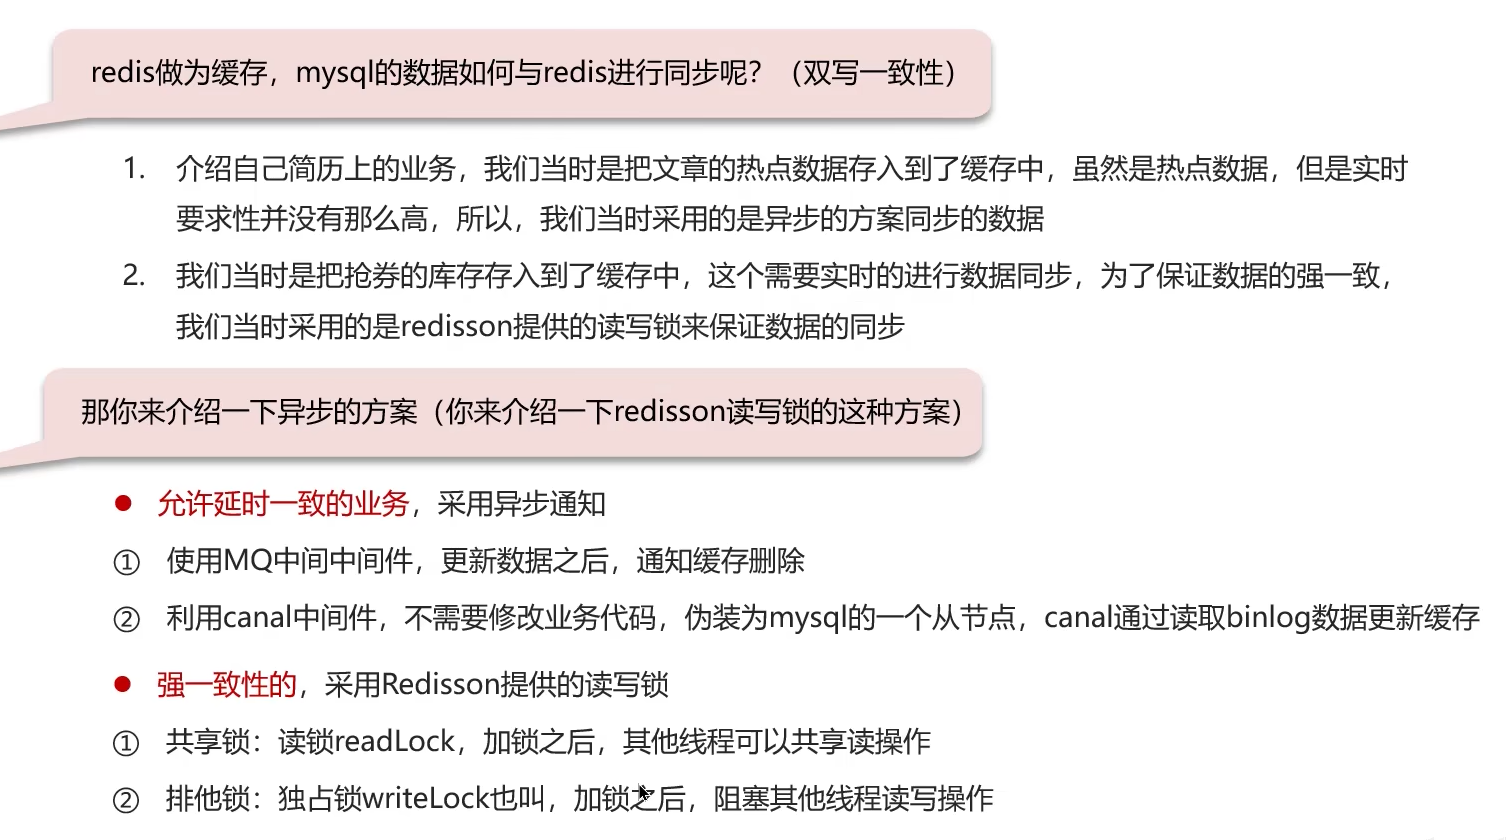 redis做为缓存，mysql的数据如何与redis进行同步呢？（双写一致性）
1. 介绍自己简历上的业务，我们当时是把文章的热点数据存入到了缓存中，虽然是热点数据，但是实时
要求性并没有那么高，所以，我们当时采用的是异步的方案同步的数据
2. 我们当时是把抢券的库存存入到了缓存中，这个需要实时的进行数据同步，为了保证数据的强一致，
我们当时采用的是redisson提供的读写锁来保证数据的同步
那你来介绍一下异步的方案（你来介绍一下redisson读写锁的这种方案）
● 允许延时一致的业务，采用异步通知
① 使用MQ中间中间件，更新数据之后，通知缓存删除
② 利用canal中间件，不需要修改业务代码，伪装为mysql的一个从节点，canal通过读取binlog数据更新缓存
● 强一致性的，采用Redisson提供的读写锁
① 共享锁：读锁readLock，加锁之后，其他线程可以共享读操作
② 排他锁：独占锁writeLock也叫，加锁之后，阻塞其他线程读写操作